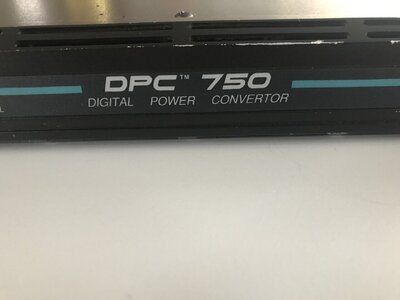 DPC™ 750
DIGITAL POWER CONVERTOR